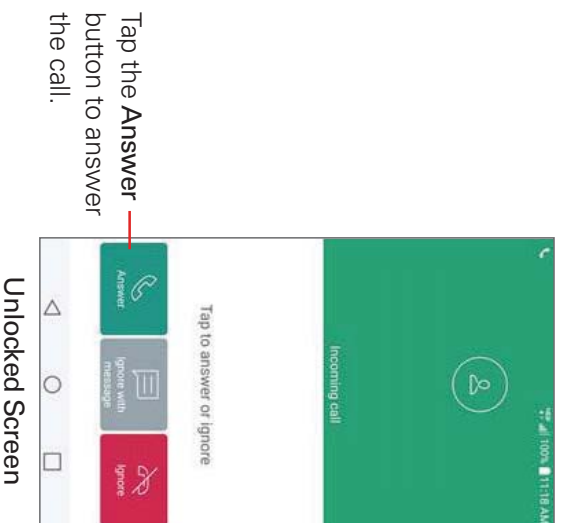 100% 11:18 AM
Incoming call
Tap to answer or ignore
Tap the Answer
button to answer
the call.
Answer
Ignore with
message
Ignore
Unlocked Screen